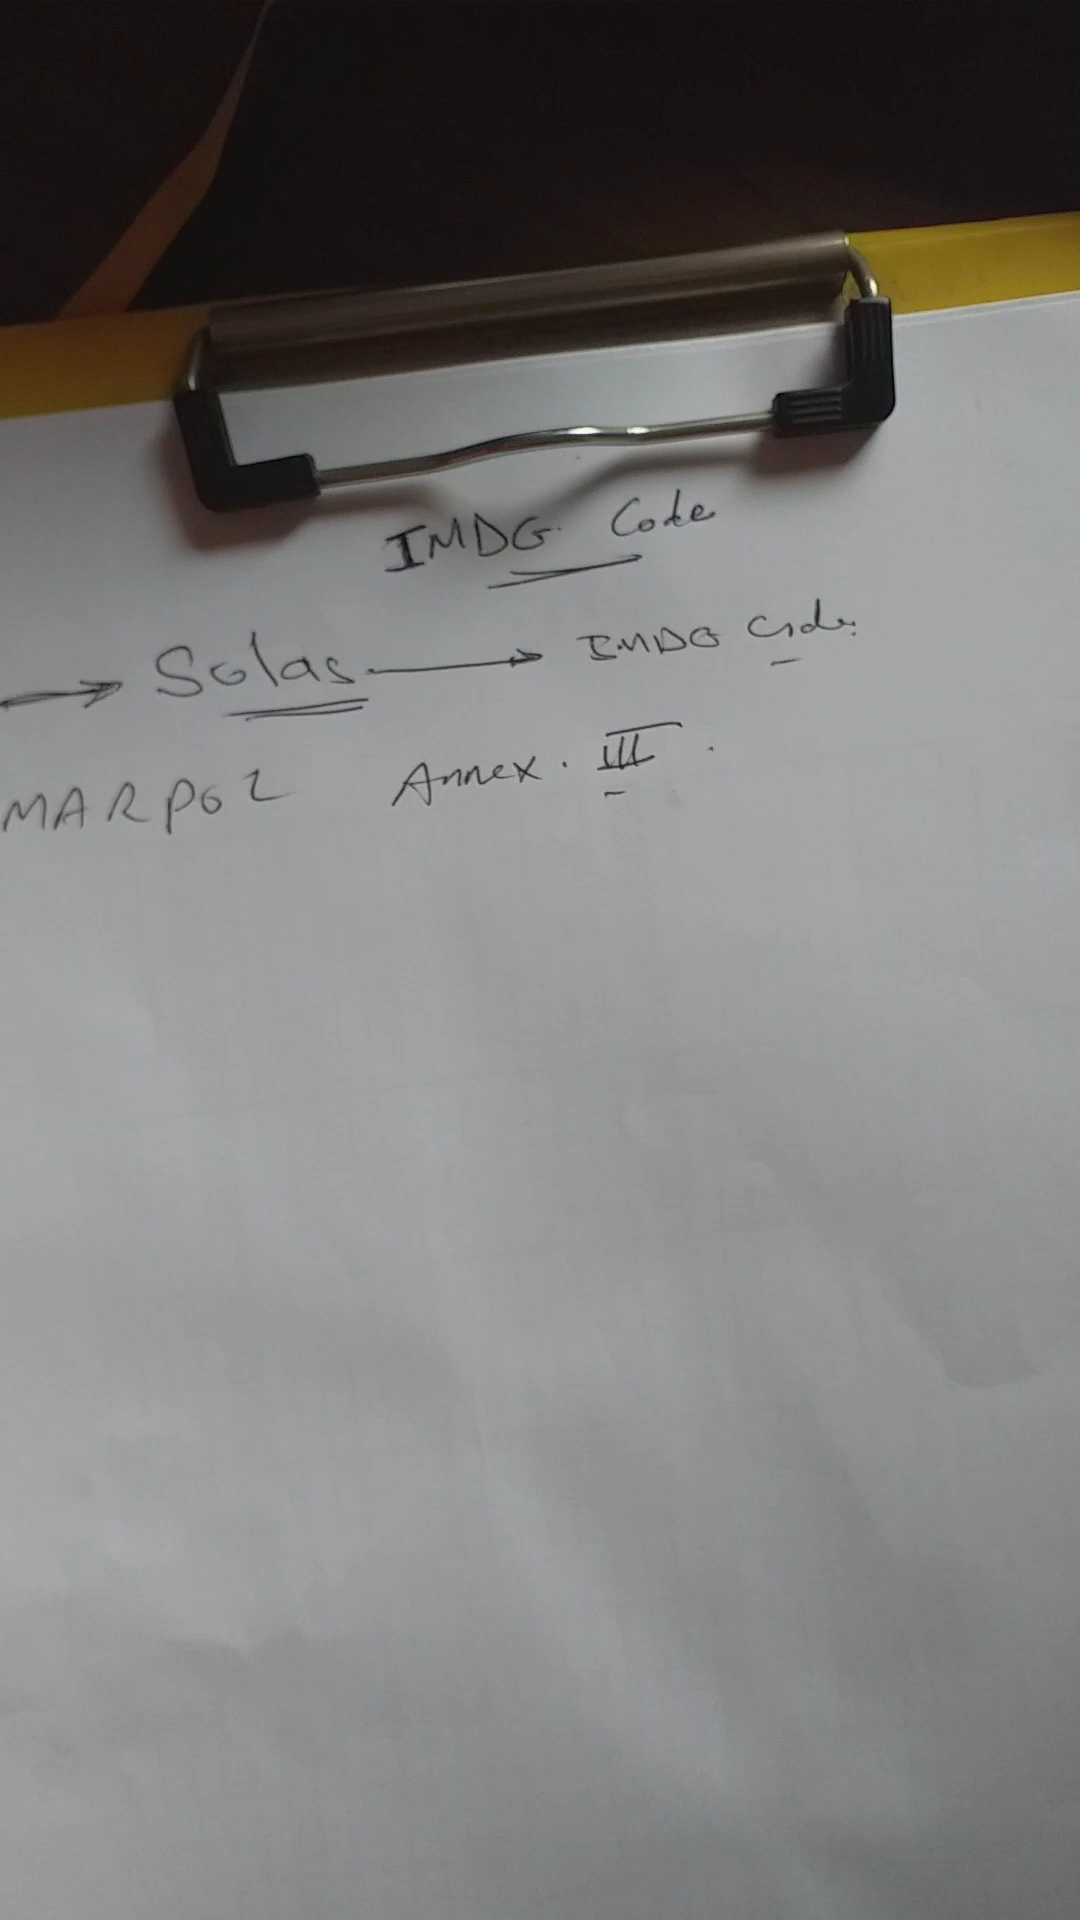 IMDG Code
→ Solas → IMDG Code
MARPOL Annex. III.